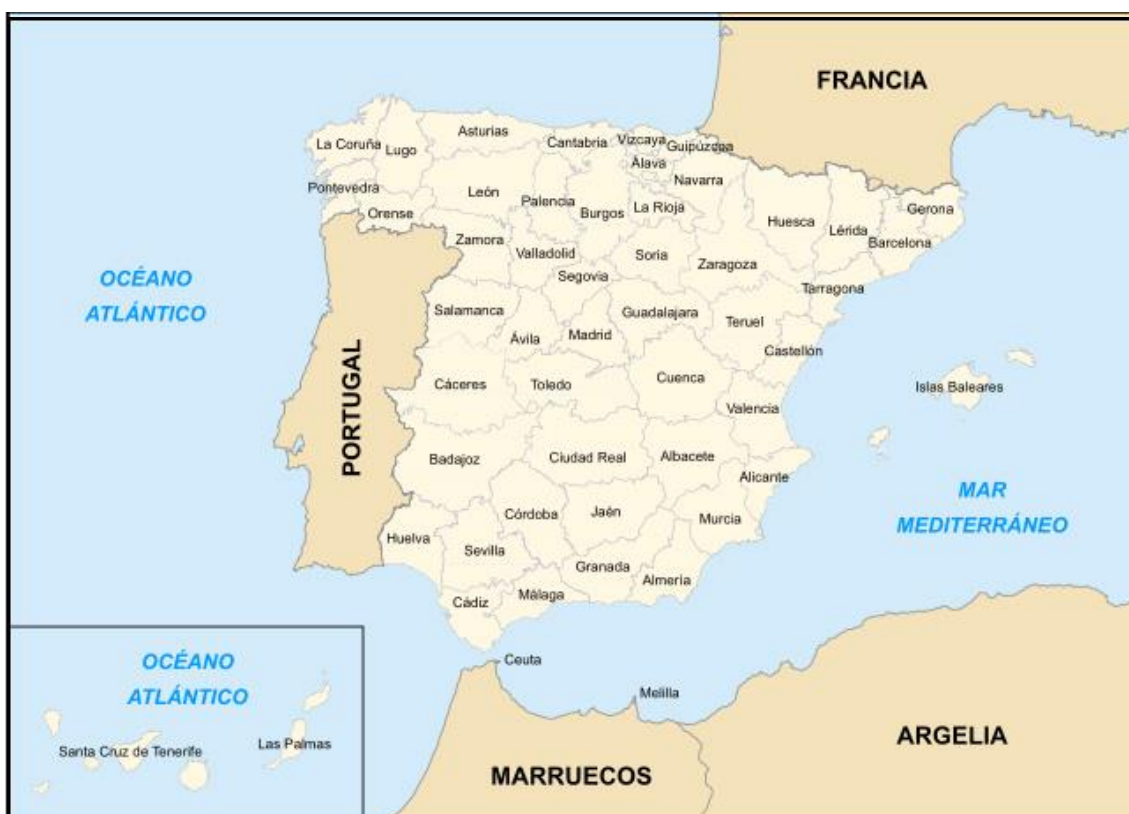 FRANCIA
Asturias
Cantabria
Vizcaya
Guipúzcoa
La Coruña
Lugo
Álava
Navarra
Pontevedra
León
Palencia
Burgos
La Rioja
Orense
Huesca
Lérida
Gerona
Zamora
Valladolid
Soria
Zaragoza
Barcelona
Segovia
OCÉANO
ATLÁNTICO
Tarragona
Salamanca
Ávila
Madrid
Guadalajara
Teruel
Castellón
PORTUGAL
Cáceres
Toledo
Cuenca
Islas Baleares
Valencia
Badajoz
Ciudad Real
Albacete
Alicante
MAR
MEDITERRÁNEO
Córdoba
Jaén
Murcia
Huelva
Sevilla
Granada
Almería
Cádiz
Málaga
OCÉANO
ATLÁNTICO
Ceuta
Melilla
Santa Cruz de Tenerife
Las Palmas
ARGELIA
MARRUECOS